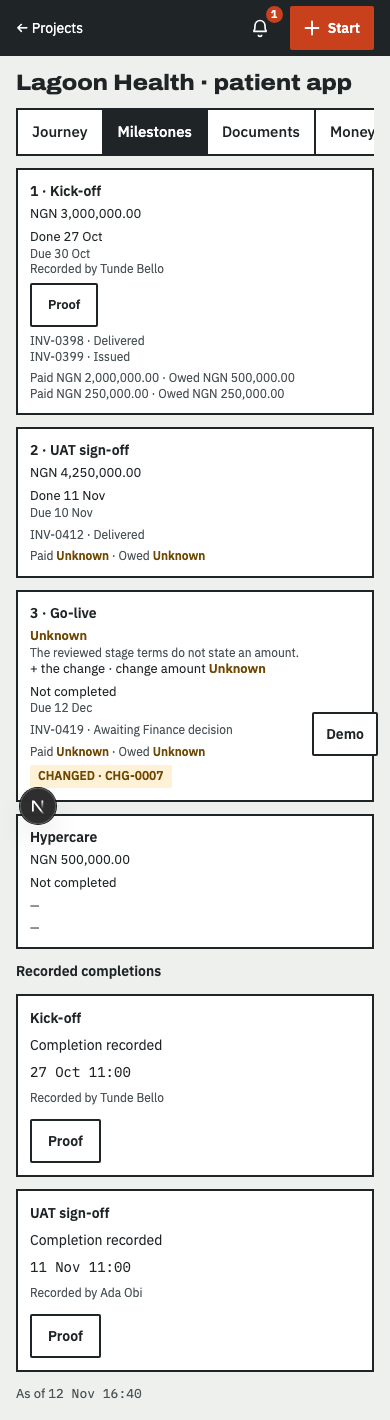 ← Projects
1
+ Start
Lagoon Health · patient app
Journey
Milestones
Documents
Money
1 · Kick-off
NGN 3,000,000.00
Done 27 Oct
Due 30 Oct
Recorded by Tunde Bello
Proof
INV-0398 · Delivered
INV-0399 · Issued
Paid NGN 2,000,000.00 · Owed NGN 500,000.00
Paid NGN 250,000.00 · Owed NGN 250,000.00
2 · UAT sign-off
NGN 4,250,000.00
Done 11 Nov
Due 10 Nov
INV-0412 · Delivered
Paid Unknown · Owed Unknown
3 · Go-live
Unknown
The reviewed stage terms do not state an amount.
+ the change · change amount Unknown
Not completed
Due 12 Dec
INV-0419 · Awaiting Finance decision
Demo
Paid Unknown · Owed Unknown
CHANGED · CHG-0007
N
Hypercare
NGN 500,000.00
Not completed
—
—
Recorded completions
Kick-off
Completion recorded
27 Oct 11:00
Recorded by Tunde Bello
Proof
UAT sign-off
Completion recorded
11 Nov 11:00
Recorded by Ada Obi
Proof
As of 12 Nov 16:40